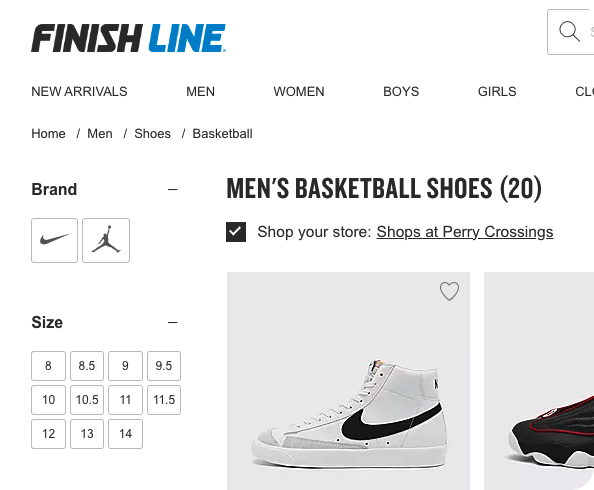 FINISH LINE
NEW ARRIVALS MEN WOMEN BOYS GIRLS
Home / Men / Shoes / Basketball
Brand
MEN'S BASKETBALL SHOES (20)
Shop your store: Shops at Perry Crossings
Size
8 8.5 9 9.5
10 10.5 11 11.5
12 13 14